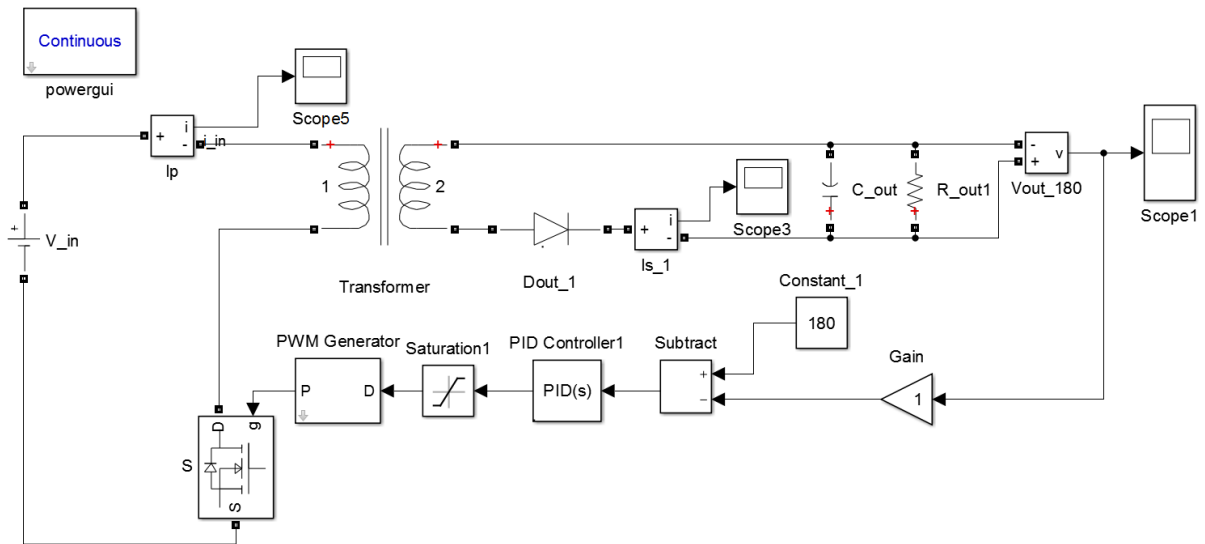 Continuous
powergui
Scope5
+
i
-
i_in
Ip
+
1
+
2
Transformer
+
V_in
Dout_1
+
i
-
Is_1
Scope3
C_out
+
R_out1
+
-
+
v
Vout_180
Scope1
Constant_1
180
Gain
1
Subtract
+
−
PID Controller1
PID(s)
Saturation1
PWM Generator
P
D
D
g
S
S